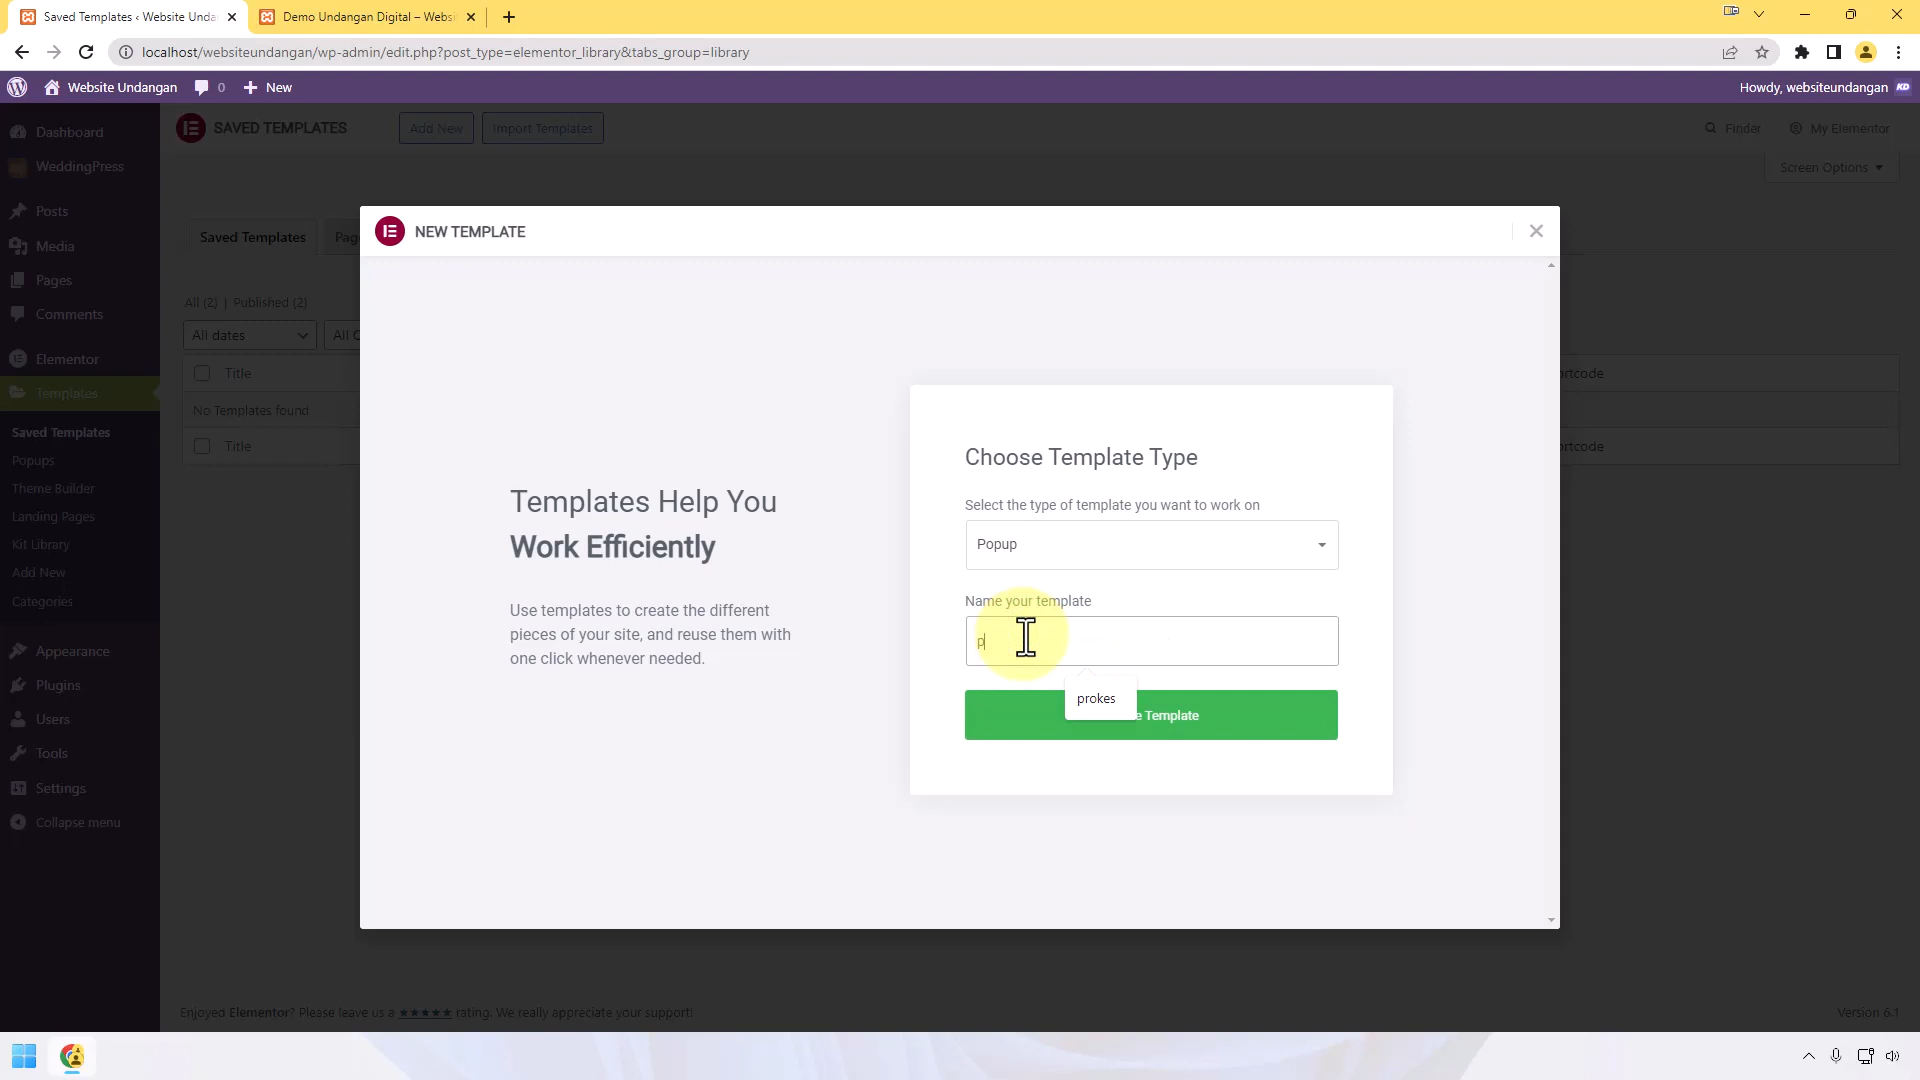 Saved Templates ‹ Website Unda
Demo Undangan Digital – Websi
localhost/websiteundangan/wp-admin/edit.php?post_type=elementor_library&tabs_group=library
Website Undangan
0
New
Howdy, websiteundangan
KD
Dashboard
WeddingPress
Posts
Media
Pages
Comments
Elementor
Templates
Saved Templates
Popups
Theme Builder
Landing Pages
Kit Library
Add New
Categories
Appearance
Plugins
Users
Tools
Settings
Collapse menu
SAVED TEMPLATES
Add New
Import Templates
Finder
My Elementor
Screen Options
Saved Templates
Pag
All (2) | Published (2)
All dates
All C
Title
ortcode
No Templates found
Title
ortcode
NEW TEMPLATE
Templates Help You
Work Efficiently
Use templates to create the different
pieces of your site, and reuse them with
one click whenever needed.
Choose Template Type
Select the type of template you want to work on
Popup
Name your template
p
prokes
e Template
Enjoyed Elementor? Please leave us a ★★★★★ rating. We really appreciate your support!
Version 6.1